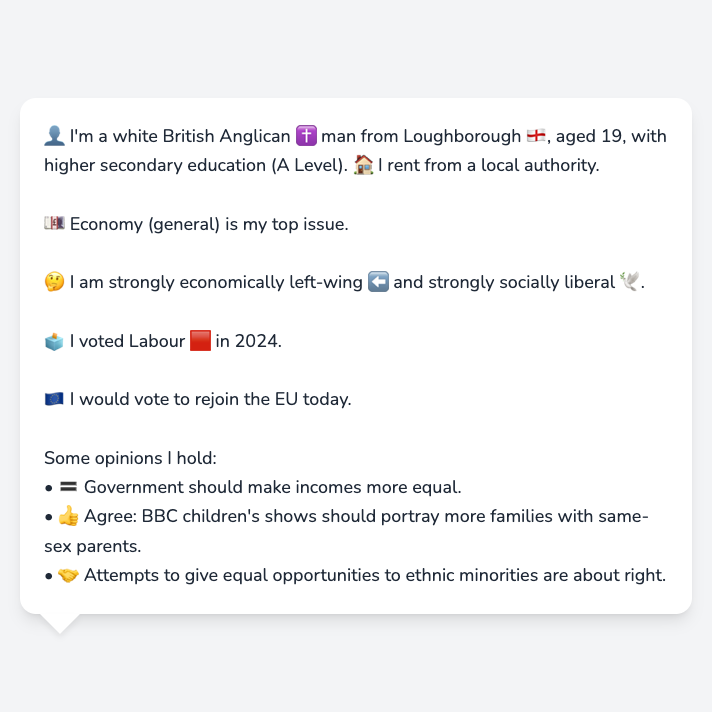 👤 I'm a white British Anglican ✝️ man from Loughborough 🏴󠁧󠁢󠁥󠁮󠁧󠁿, aged 19, with
higher secondary education (A Level). 🏠 I rent from a local authority.
💷 Economy (general) is my top issue.
🤔 I am strongly economically left-wing ⬅️ and strongly socially liberal 🕊️.
🗳️ I voted Labour 🟥 in 2024.
🇪🇺 I would vote to rejoin the EU today.
Some opinions I hold:
• 🟰 Government should make incomes more equal.
• 👍 Agree: BBC children's shows should portray more families with same-
sex parents.
• 🤝 Attempts to give equal opportunities to ethnic minorities are about right.